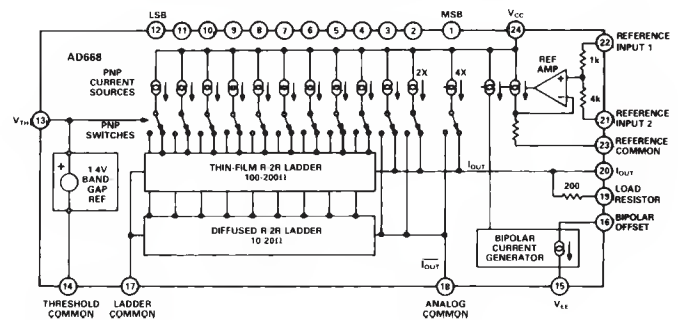 LSB
MSB
VCC
12
11
10
9
8
7
6
5
4
3
2
1
24
AD668
22
REFERENCE
INPUT 1
REF
AMP
1k
4k
PNP
CURRENT
SOURCES
2X
4X
VTH
13
PNP
SWITCHES
21
REFERENCE
INPUT 2
23
REFERENCE
COMMON
+
1 4V
BAND-
GAP
REF
THIN-FILM R 2R LADDER
100-200Ω
IOUT
20
IOUT
200
19
LOAD
RESISTOR
DIFFUSED R 2R LADDER
10 20Ω
16
BIPOLAR
OFFSET
BIPOLAR
CURRENT
GENERATOR
IOUT
14
17
18
15
THRESHOLD
COMMON
LADDER
COMMON
ANALOG
COMMON
VEE